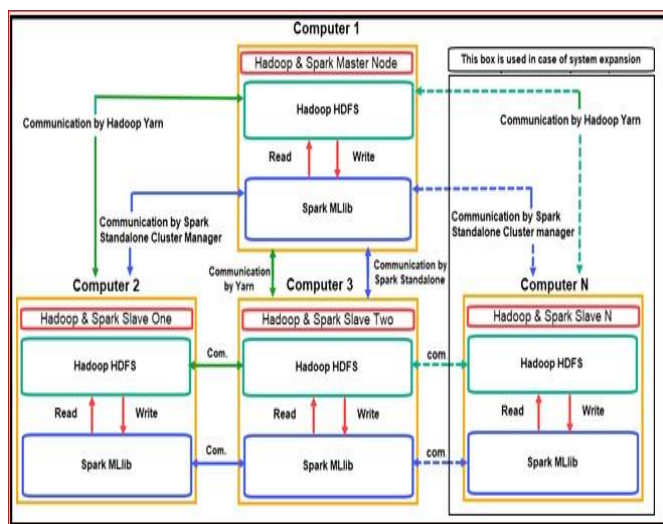 Computer 1
This box is used in case of system expansion
Hadoop & Spark Master Node
Hadoop HDFS
Communication by Hadoop Yarn
Communication by Hadoop Yarn
Read
Write
Spark MLlib
Communication by Spark
Standalone Cluster Manager
Communication by Spark
Standalone Cluster manager
Communication
by Yarn
Communication by
Spark Standalone
Computer 2
Computer 3
Computer N
Hadoop & Spark Slave One
Hadoop & Spark Slave Two
Hadoop & Spark Slave N
Hadoop HDFS
Com.
Hadoop HDFS
com.
Hadoop HDFS
Read
Write
Read
Write
Read
Write
Spark MLlib
Com.
Spark MLlib
com.
Spark MLlib